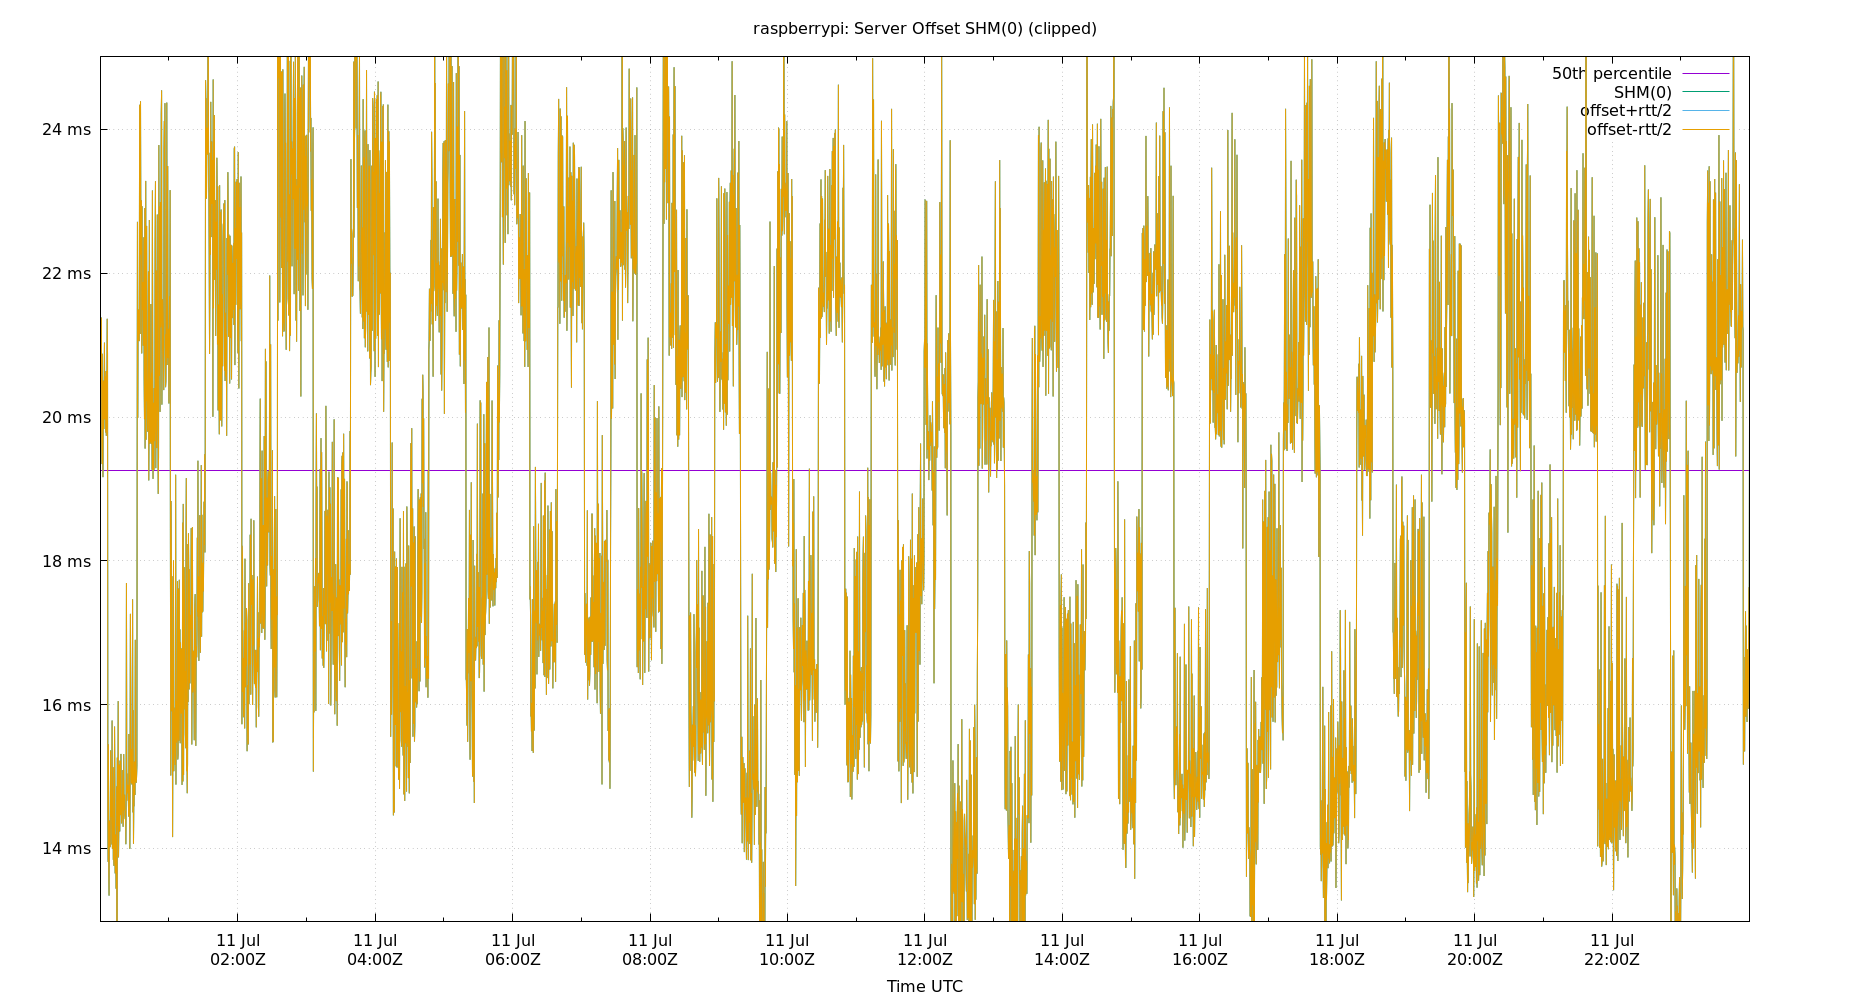 raspberrypi: Server Offset SHM(0) (clipped)
50th percentile
SHM(0)
offset+rtt/2
offset-rtt/2
24 ms
22 ms
20 ms
18 ms
16 ms
14 ms
11 Jul 11 Jul 11 Jul 11 Jul 11 Jul 11 Jul 11 Jul 11 Jul 11 Jul 11 Jul 11 Jul
02:00Z 04:00Z 06:00Z 08:00Z 10:00Z 12:00Z 14:00Z 16:00Z 18:00Z 20:00Z 22:00Z
Time UTC